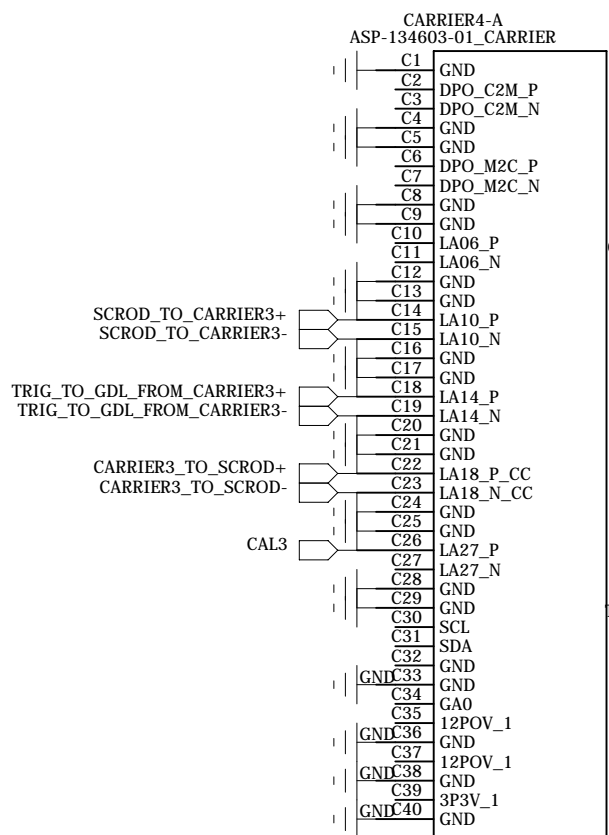 CARRIER4-A
ASP-134603-01_CARRIER
C1 GND
C2 DPO_C2M_P
C3 DPO_C2M_N
C4 GND
C5 GND
C6 DPO_M2C_P
C7 DPO_M2C_N
C8 GND
C9 GND
C10 LA06_P
C11 LA06_N
C12 GND
C13 GND
SCROD_TO_CARRIER3+ C14 LA10_P
SCROD_TO_CARRIER3- C15 LA10_N
C16 GND
C17 GND
TRIG_TO_GDL_FROM_CARRIER3+ C18 LA14_P
TRIG_TO_GDL_FROM_CARRIER3- C19 LA14_N
C20 GND
C21 GND
CARRIER3_TO_SCROD+ C22 LA18_P_CC
CARRIER3_TO_SCROD- C23 LA18_N_CC
C24 GND
C25 GND
CAL3 C26 LA27_P
C27 LA27_N
C28 GND
C29 GND
C30 SCL
C31 SDA
C32 GND
GND C33 GND
C34 GA0
C35 12POV_1
GND C36 GND
C37 12POV_1
GND C38 GND
C39 3P3V_1
GND C40 GND